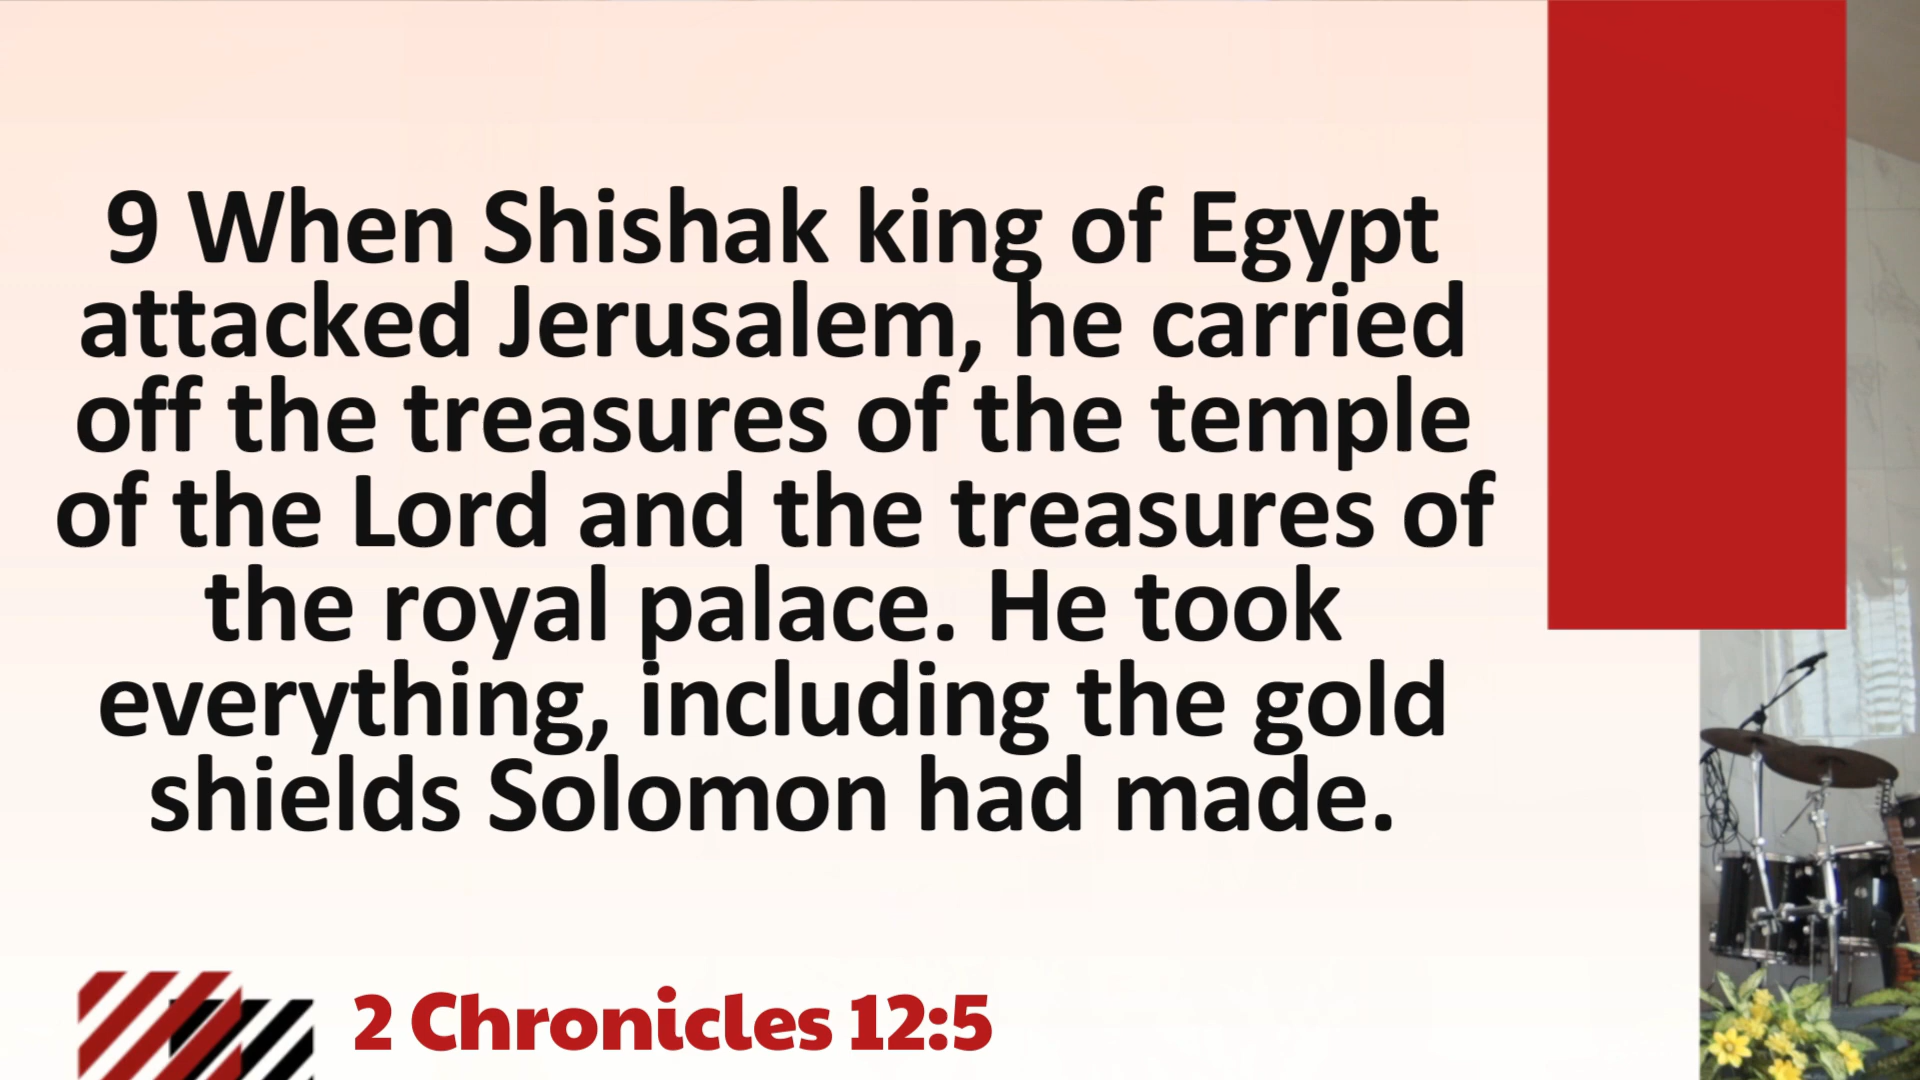 9 When Shishak king of Egypt
attacked Jerusalem, he carried
off the treasures of the temple
of the Lord and the treasures of
the royal palace. He took
everything, including the gold
shields Solomon had made.
2 Chronicles 12:5